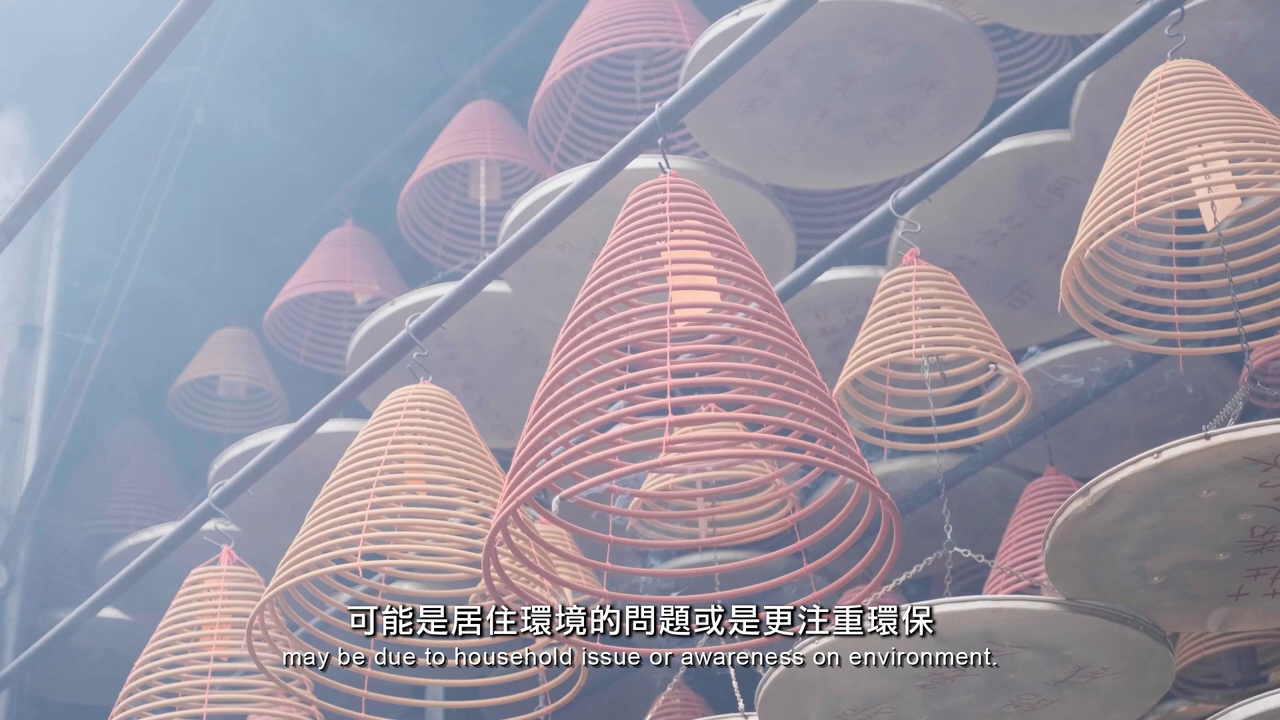 可能是居住環境的問題或是更注重環保
may be due to household issue or awareness on environment.